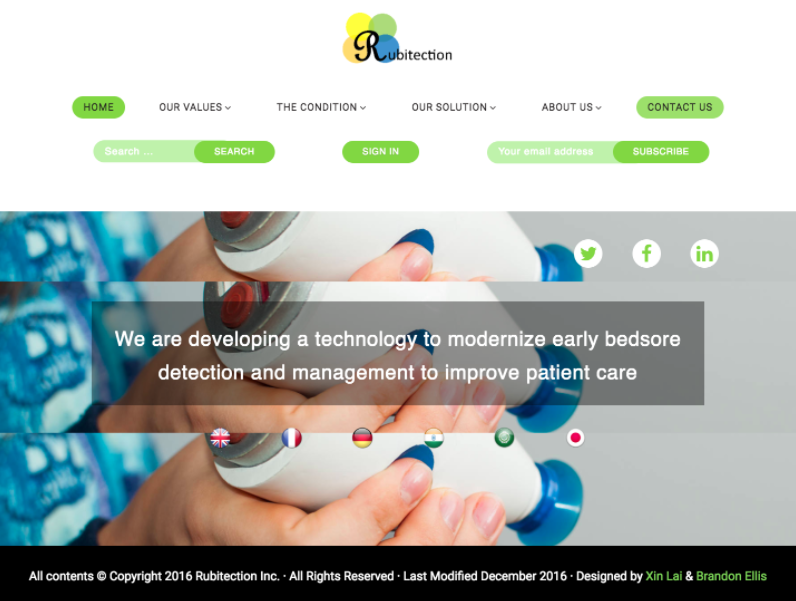 Rubitection
HOME OUR VALUES THE CONDITION OUR SOLUTION ABOUT US CONTACT US
Search ... SEARCH SIGN IN Your email address SUBSCRIBE
We are developing a technology to modernize early bedsore
detection and management to improve patient care
All contents © Copyright 2016 Rubitection Inc. · All Rights Reserved · Last Modified December 2016 · Designed by Xin Lai & Brandon Ellis